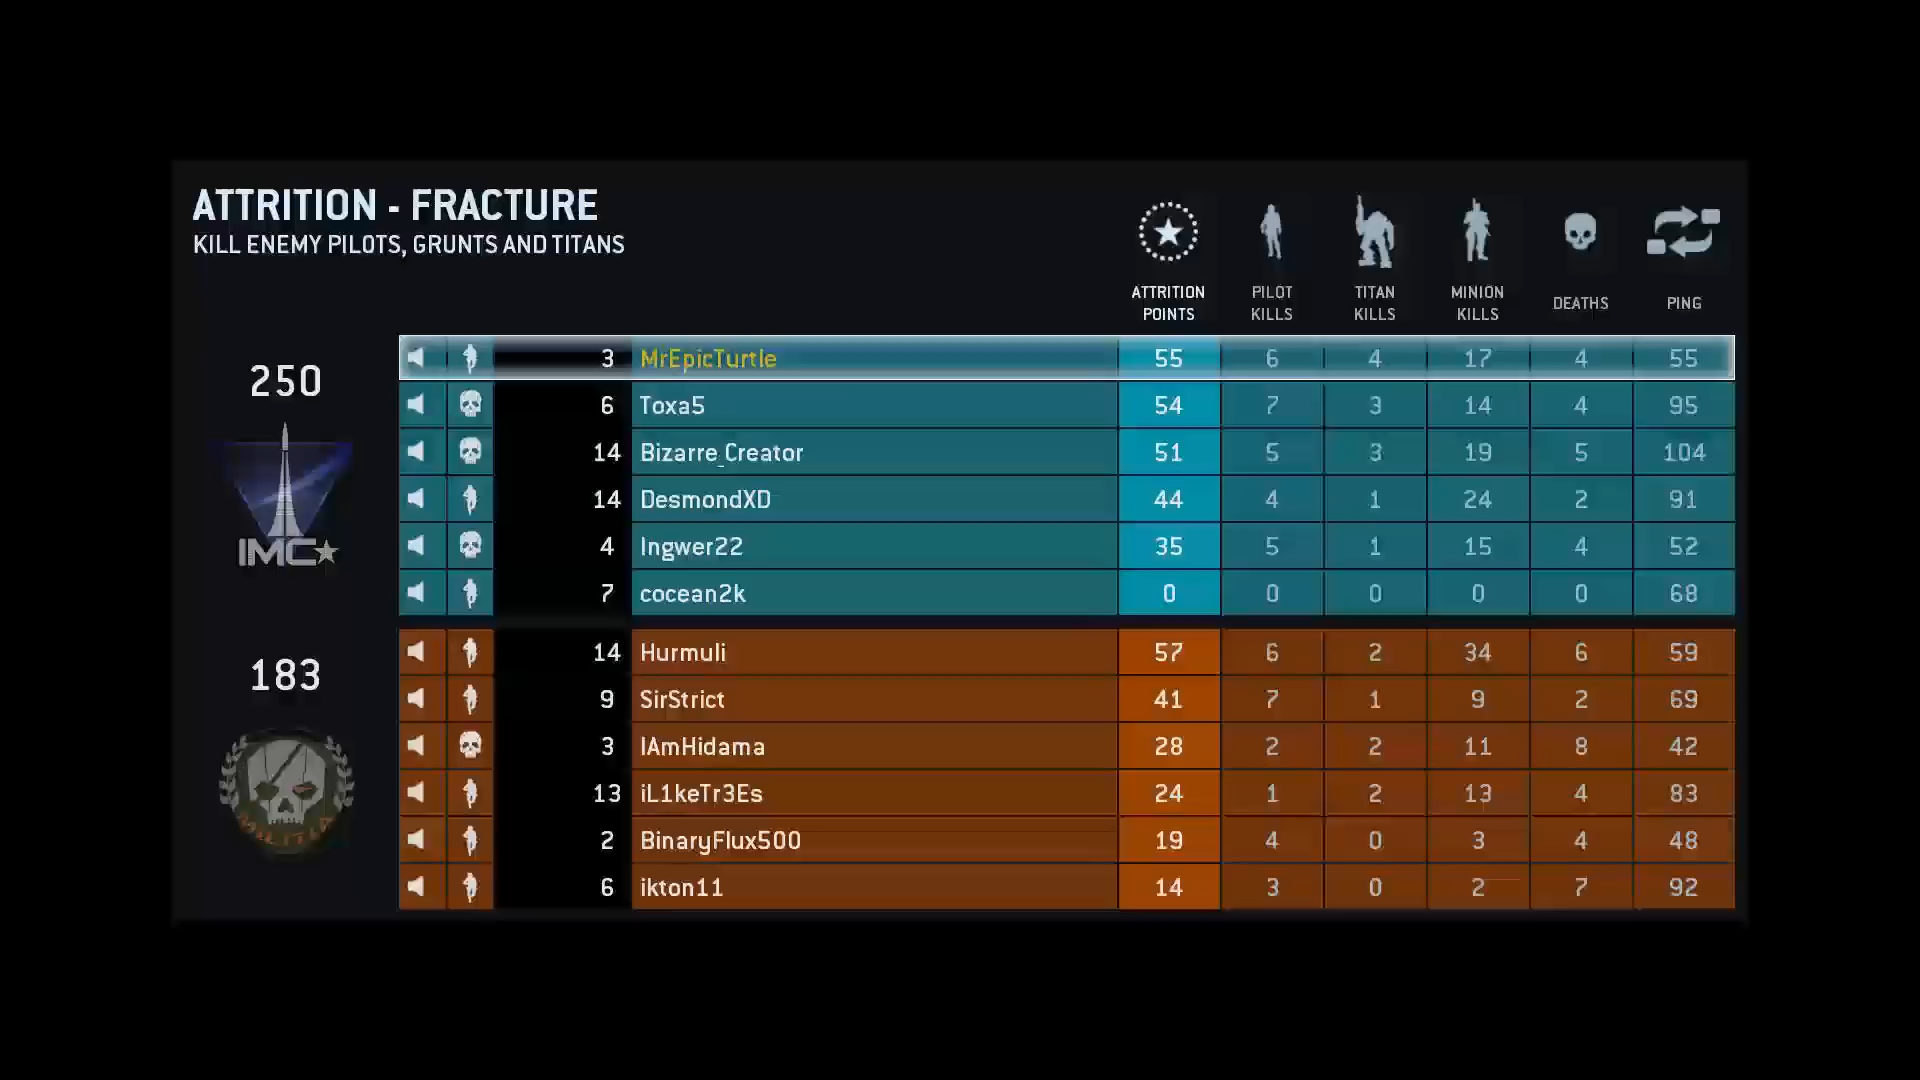 ATTRITION - FRACTURE
KILL ENEMY PILOTS, GRUNTS AND TITANS
ATTRITION POINTS PILOT KILLS TITAN KILLS MINION KILLS DEATHS PING
250
IMC
3 MrEpicTurtle 55 6 4 17 4 55
6 Toxa5 54 7 3 14 4 95
14 Bizarre_Creator 51 5 3 19 5 104
14 DesmondXD 44 4 1 24 2 91
4 Ingwer22 35 5 1 15 4 52
7 cocean2k 0 0 0 0 0 68
183
MILITIA
14 Hurmuli 57 6 2 34 6 59
9 SirStrict 41 7 1 9 2 69
3 IAmHidama 28 2 2 11 8 42
13 iL1keTr3Es 24 1 2 13 4 83
2 BinaryFlux500 19 4 0 3 4 48
6 ikton11 14 3 0 2 7 92